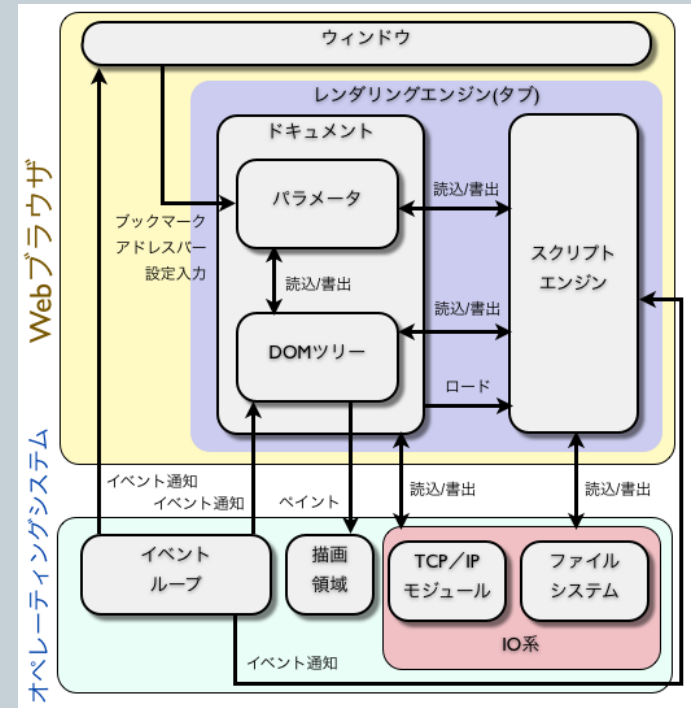 ウィンドウ
レンダリングエンジン(タブ)
ドキュメント
パラメータ
読込/書出
ブックマーク
アドレスバー
設定入力
スクリプト
エンジン
読込/書出
読込/書出
DOMツリー
ロード
Webブラウザ
イベント通知
イベント通知
ペイント
読込/書出
読込/書出
オペレーティングシステム
イベント
ループ
描画
領域
TCP／IP
モジュール
ファイル
システム
IO系
イベント通知